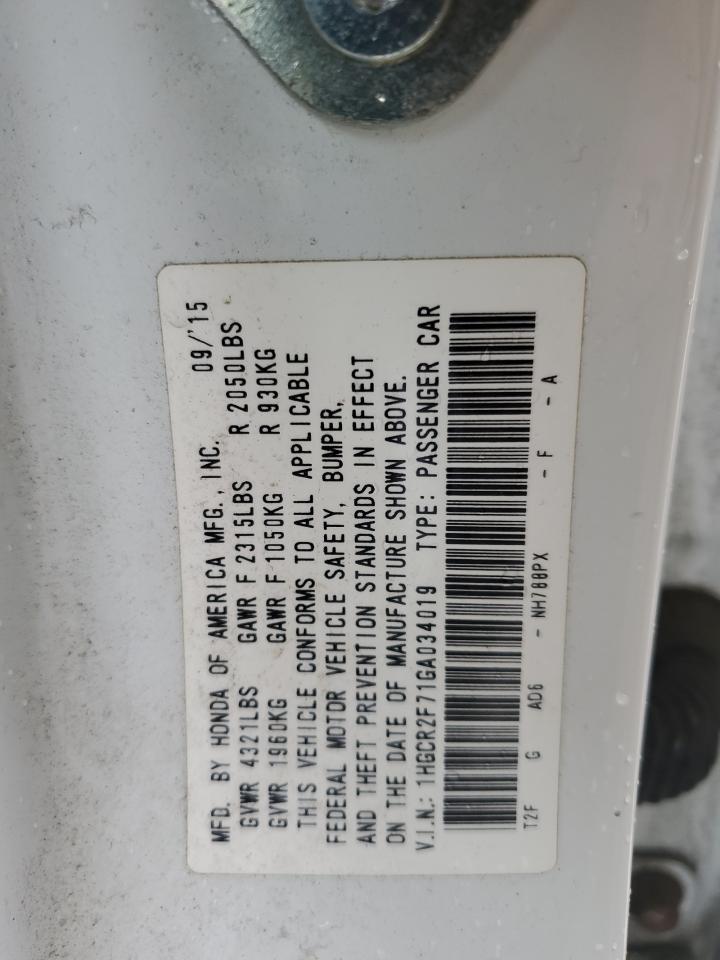 MFD. BY HONDA OF AMERICA MFG., INC. 09/'15
GVWR 4321LBS GAWR F 2315LBS R 2050LBS
GVWR 1960KG GAWR F 1050KG R 930KG
THIS VEHICLE CONFORMS TO ALL APPLICABLE
FEDERAL MOTOR VEHICLE SAFETY, BUMPER,
AND THEFT PREVENTION STANDARDS IN EFFECT
ON THE DATE OF MANUFACTURE SHOWN ABOVE.
V.I.N.: 1HGCR2F71GA034019 TYPE: PASSENGER CAR
T2F G AD6 - NH788PX - F - A